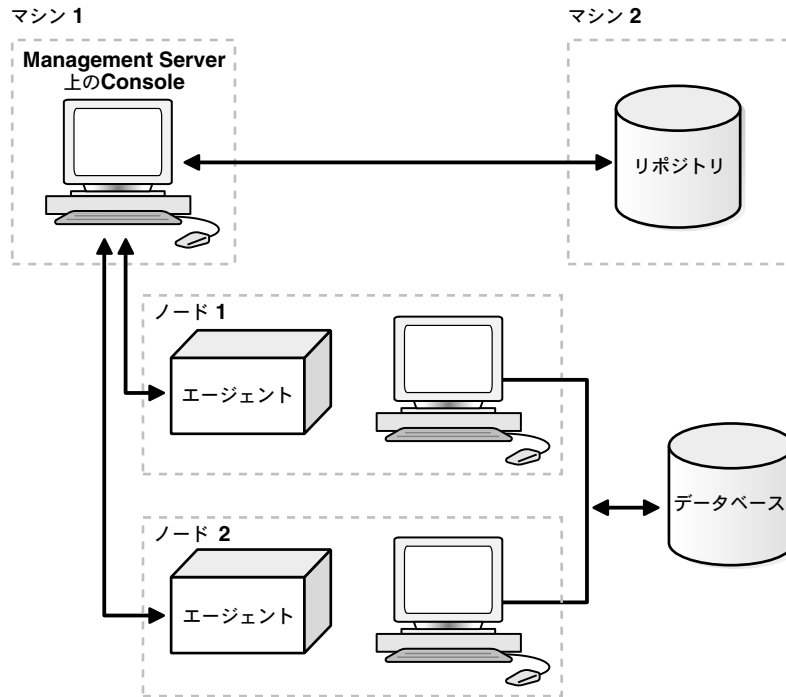 マシン 1
マシン 2
Management Server
上のConsole
リポジトリ
ノード 1
エージェント
データベース
ノード 2
エージェント